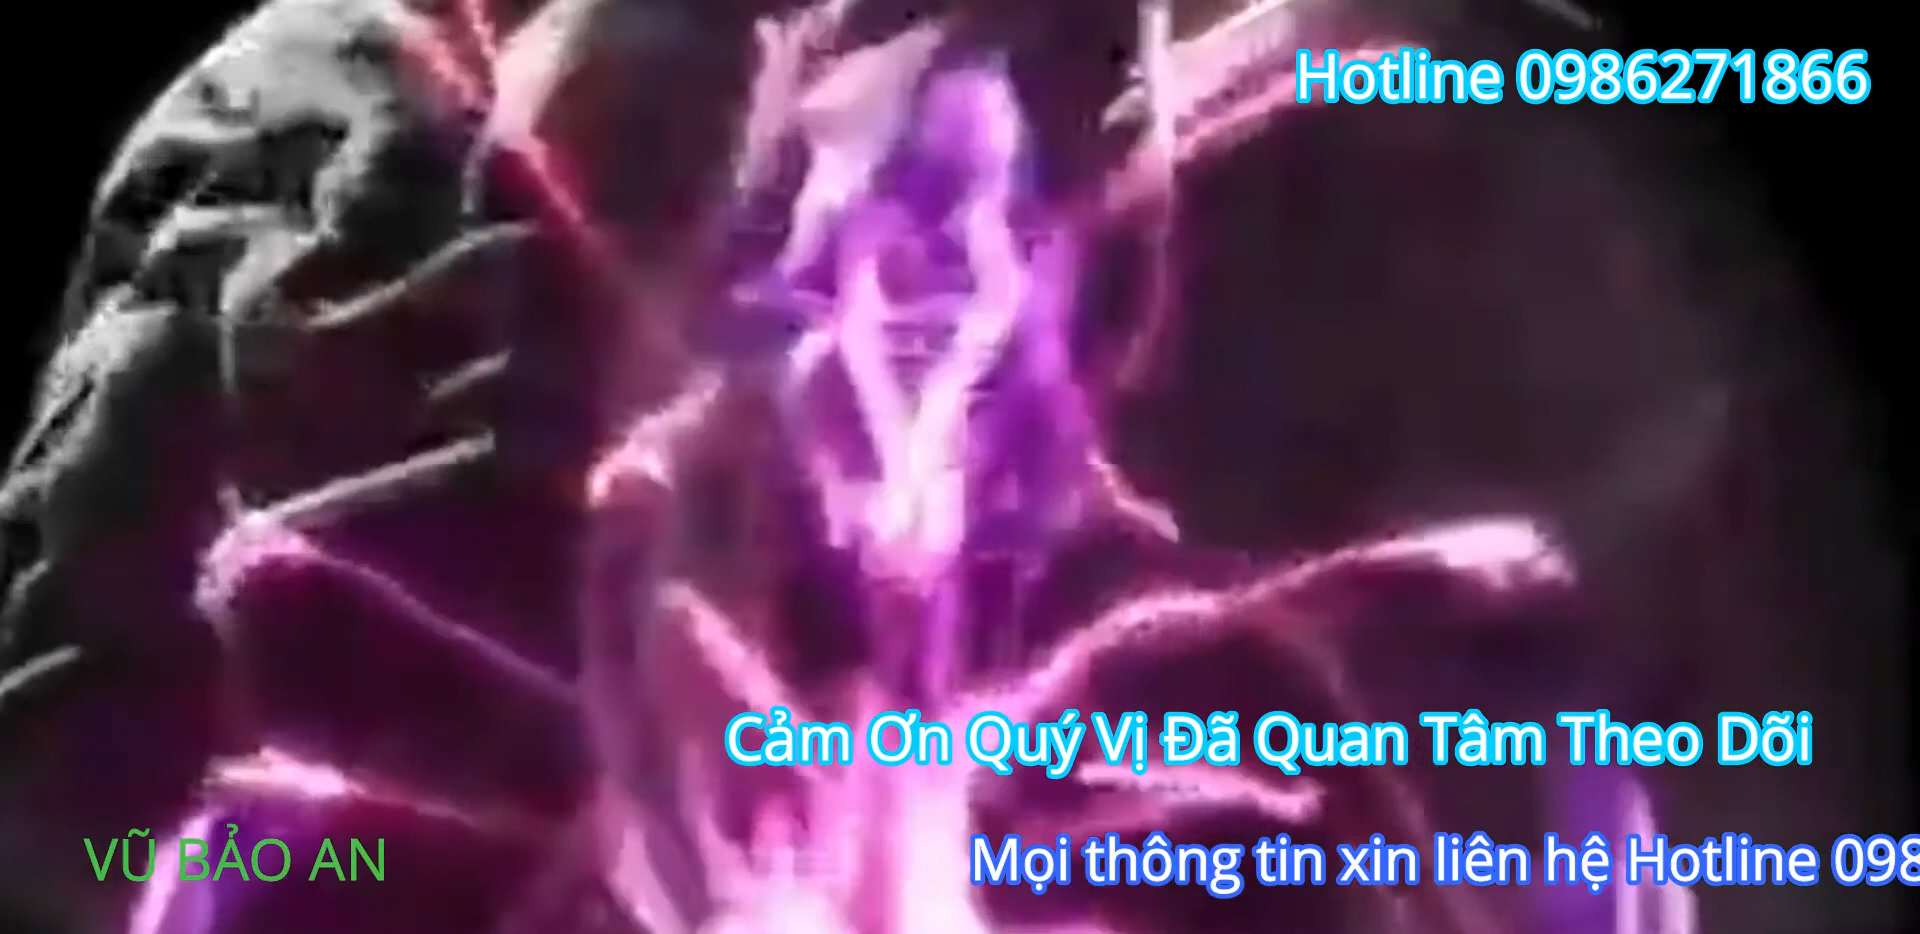 Hotline 0986271866
Cảm Ơn Quý Vị Đã Quan Tâm Theo Dõi
VŨ BẢO AN
Mọi thông tin xin liên hệ Hotline 098